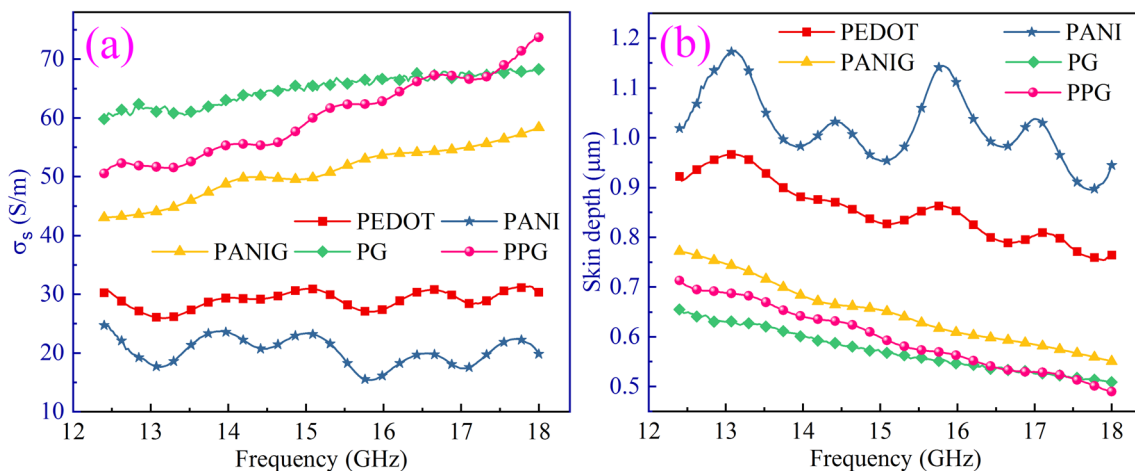 (a)
σs (S/m)
70
60
50
40
30
20
10
PEDOT PANI
PANIG PG PPG
12 13 14 15 16 17 18
Frequency (GHz)
(b)
Skin depth (μm)
1.2
1.1
1.0
0.9
0.8
0.7
0.6
0.5
PEDOT PANI
PANIG PG
PPG
12 13 14 15 16 17 18
Frequency (GHz)